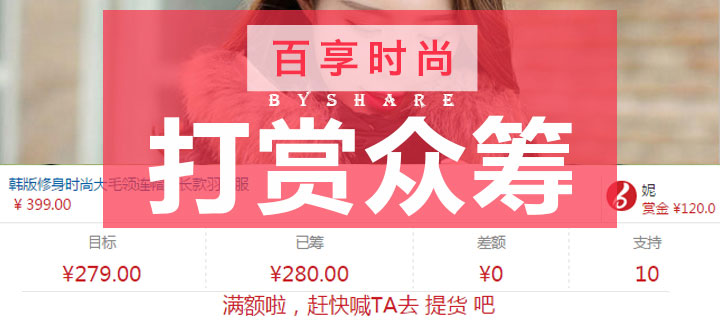 百享时尚
BYSHARE
打赏众筹
韩版修身时尚大毛领连帽 长款羽 服
¥ 399.00
妮
赏金 ¥120.0
目标
已筹
差额
支持
¥279.00
¥280.00
¥0
10
满额啦，赶快喊TA去 提货 吧